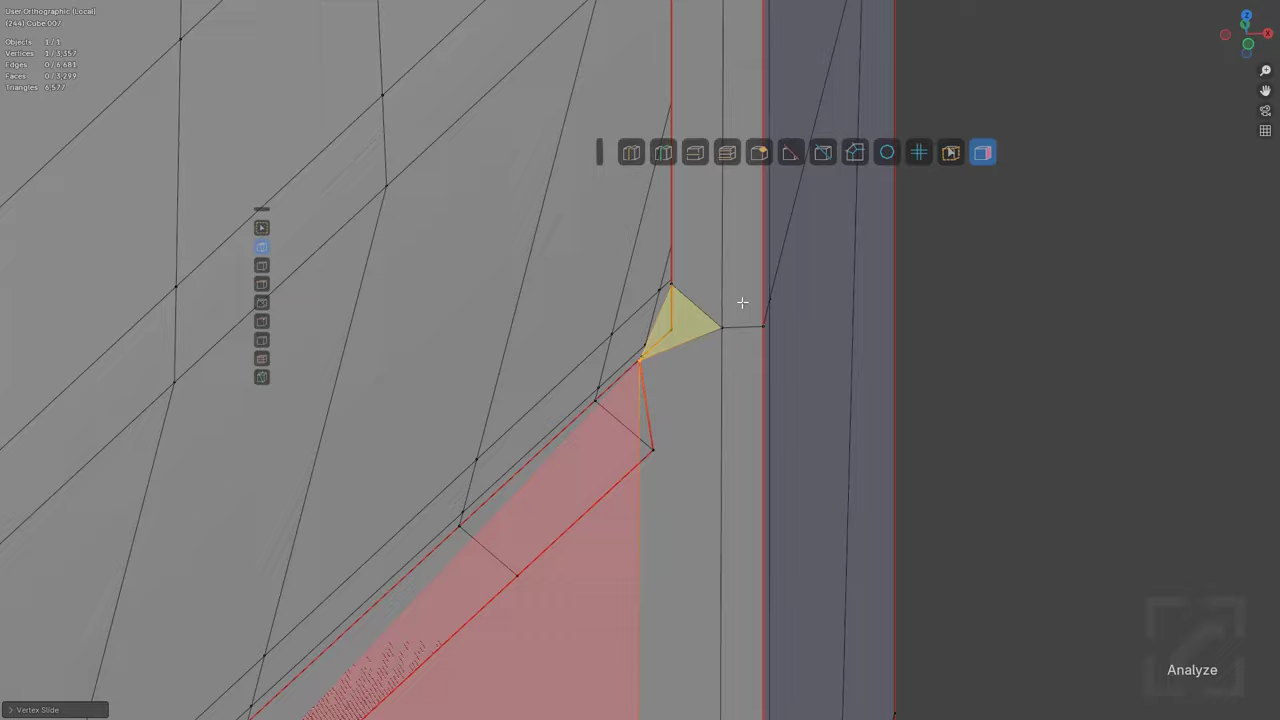 User Orthographic (Local)
(244) Cube.007
Objects 1 / 1
Vertices 1 / 3,357
Edges 0 / 6,681
Faces 0 / 3,299
Triangles 6,577
Z
Y
X
Analyze
Vertex Slide